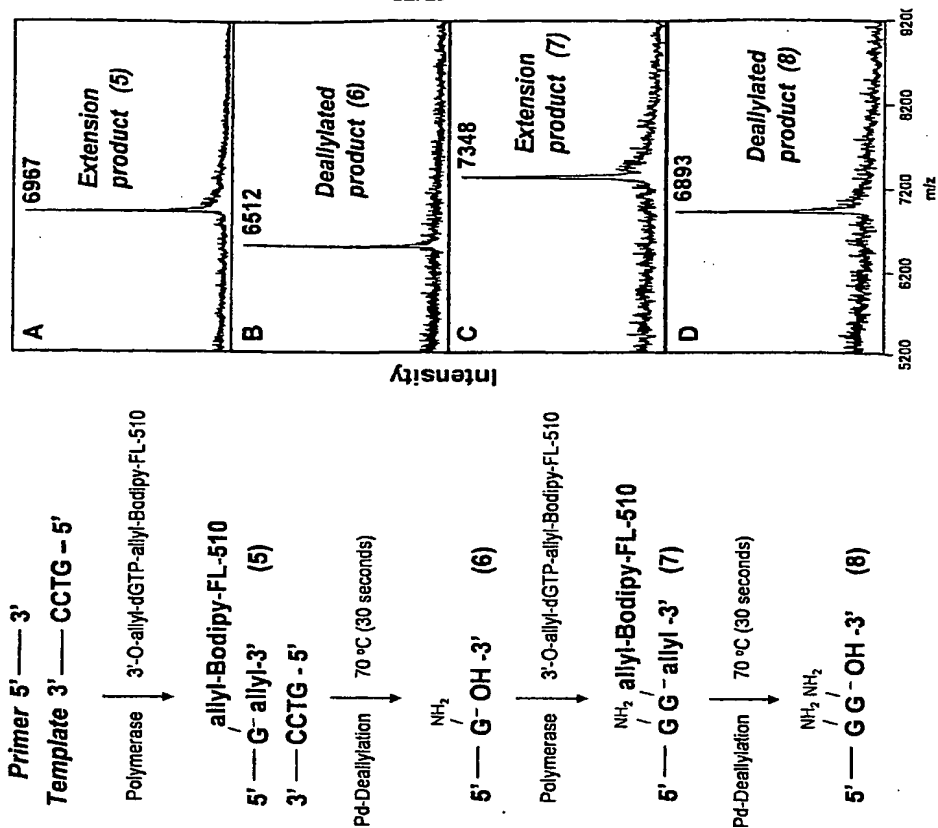 Primer 5' —— 3'
Template 3' —— CCTG – 5'
Polymerase
3'-O-allyl-dGTP-allyl-Bodipy-FL-510
allyl-Bodipy-FL-510
5' —— G - allyl-3' (5)
3' —— CCTG - 5'
Pd-Deallylation
70 ºC (30 seconds)
NH2
5' —— G - OH -3' (6)
Polymerase
3'-O-allyl-dGTP-allyl-Bodipy-FL-510
NH2 allyl-Bodipy-FL-510
5' —— G G - allyl -3' (7)
Pd-Deallylation
70 ºC (30 seconds)
NH2 NH2
5' —— G G - OH -3' (8)
A
6967
Extension
product (5)
B
6512
Deallylated
product (6)
C
7348
Extension
product (7)
D
6893
Deallylated
product (8)
Intensity
5200 6200 7200 8200
m/z